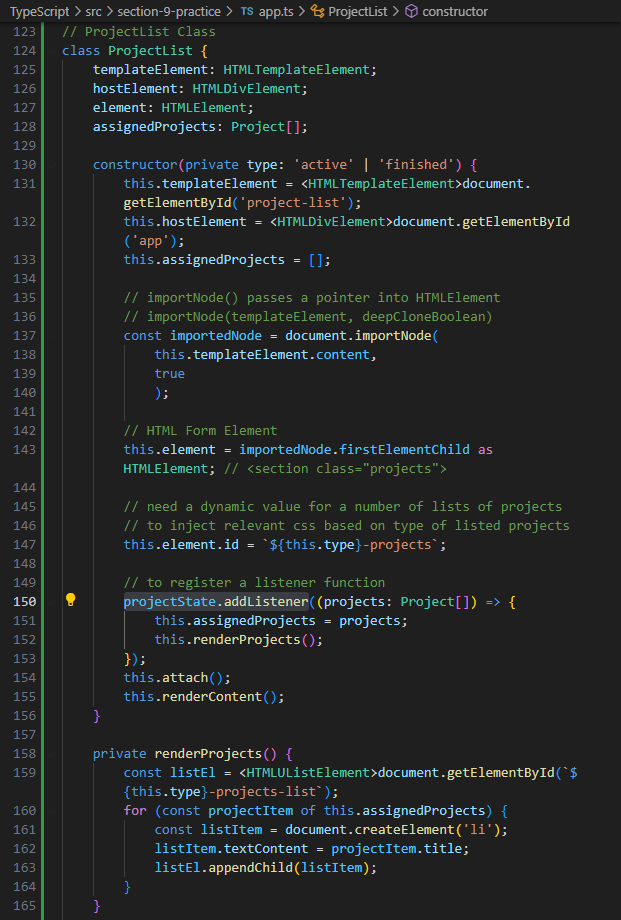 TypeScript > src > section-9-practice > TS app.ts > ProjectList > constructor
123 // ProjectList Class
124 class ProjectList {
125     templateElement: HTMLTemplateElement;
126     hostElement: HTMLDivElement;
127     element: HTMLElement;
128     assignedProjects: Project[];
129
130     constructor(private type: 'active' | 'finished') {
131         this.templateElement = <HTMLTemplateElement>document.
        getElementById('project-list');
132         this.hostElement = <HTMLDivElement>document.getElementById
        ('app');
133         this.assignedProjects = [];
134
135         // importNode() passes a pointer into HTMLElement
136         // importNode(templateElement, deepCloneBoolean)
137         const importedNode = document.importNode(
138             this.templateElement.content,
139             true
140             );
141
142         // HTML Form Element
143         this.element = importedNode.firstElementChild as
        HTMLElement; // <section class="projects">
144
145         // need a dynamic value for a number of lists of projects
146         // to inject relevant css based on type of listed projects
147         this.element.id = `${this.type}-projects`;
148
149         // to register a listener function
150         projectState.addListener((projects: Project[]) => {
151             this.assignedProjects = projects;
152             this.renderProjects();
153         });
154         this.attach();
155         this.renderContent();
156     }
157
158     private renderProjects() {
159         const listEl = <HTMLUListElement>document.getElementById(`$
        {this.type}-projects-list`);
160         for (const projectItem of this.assignedProjects) {
161             const listItem = document.createElement('li');
162             listItem.textContent = projectItem.title;
163             listEl.appendChild(listItem);
164         }
165     }